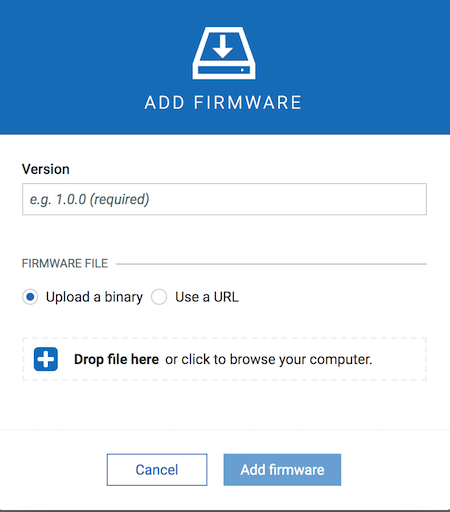 ADD FIRMWARE
Version
e.g. 1.0.0 (required)
FIRMWARE FILE
Upload a binary Use a URL
Drop file here or click to browse your computer.
Cancel Add firmware